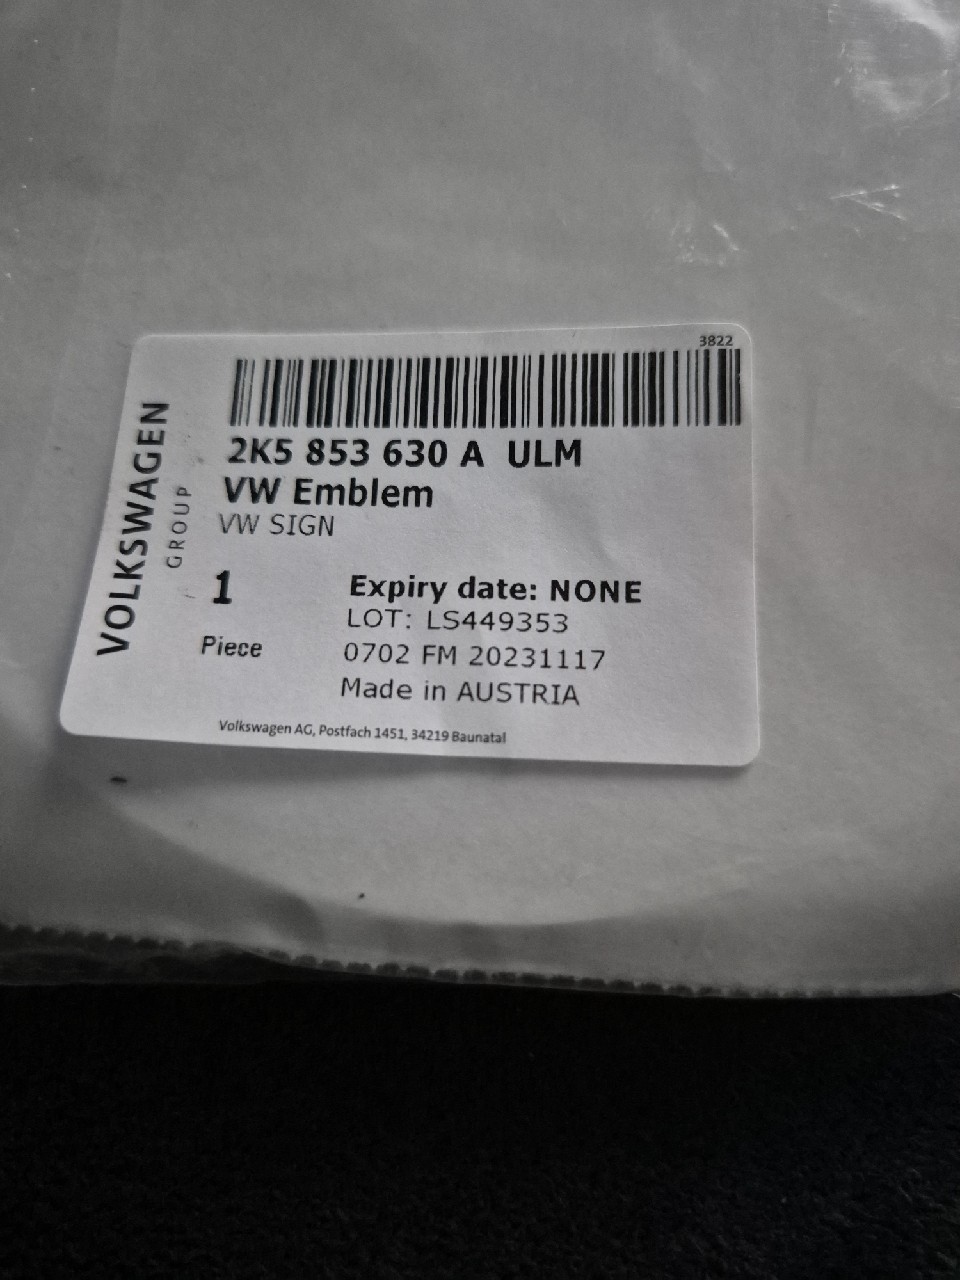 3822
2K5 853 630 A ULM
VW Emblem
VW SIGN
VOLKSWAGEN
GROUP
1
Piece
Expiry date: NONE
LOT: LS449353
0702 FM 20231117
Made in AUSTRIA
Volkswagen AG, Postfach 1451, 34219 Baunatal